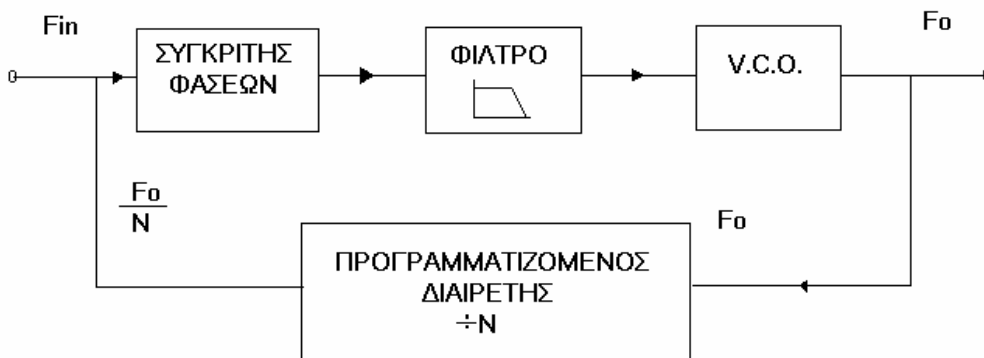 Fin
ΣΥΓΚΡΙΤΗΣ
ΦΑΣΕΩΝ
ΦΙΛΤΡΟ
V.C.O.
Fo
Fo
N
Fo
ΠΡΟΓΡΑΜΜΑΤΙΖΟΜΕΝΟΣ
ΔΙΑΙΡΕΤΗΣ
÷N